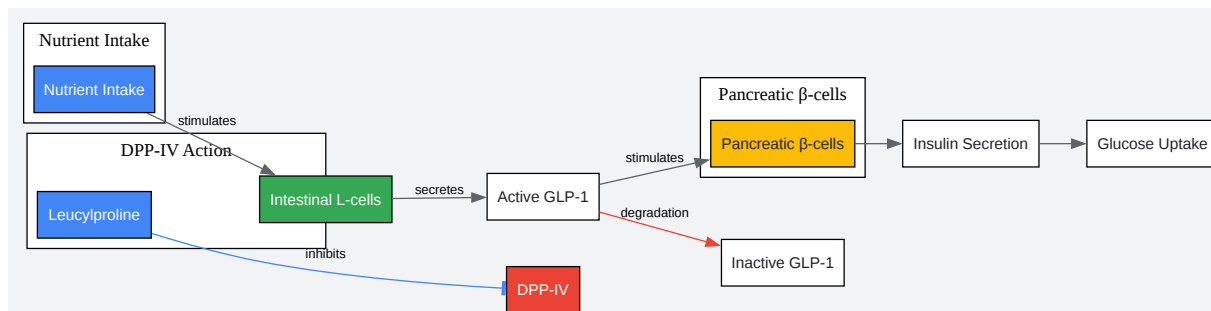 Nutrient Intake
Nutrient Intake
stimulates
DPP-IV Action
Leucylproline
Intestinal L-cells
inhibits
secretes
Active GLP-1
DPP-IV
stimulates
degradation
Pancreatic β-cells
Pancreatic β-cells
Inactive GLP-1
Insulin Secretion
Glucose Uptake